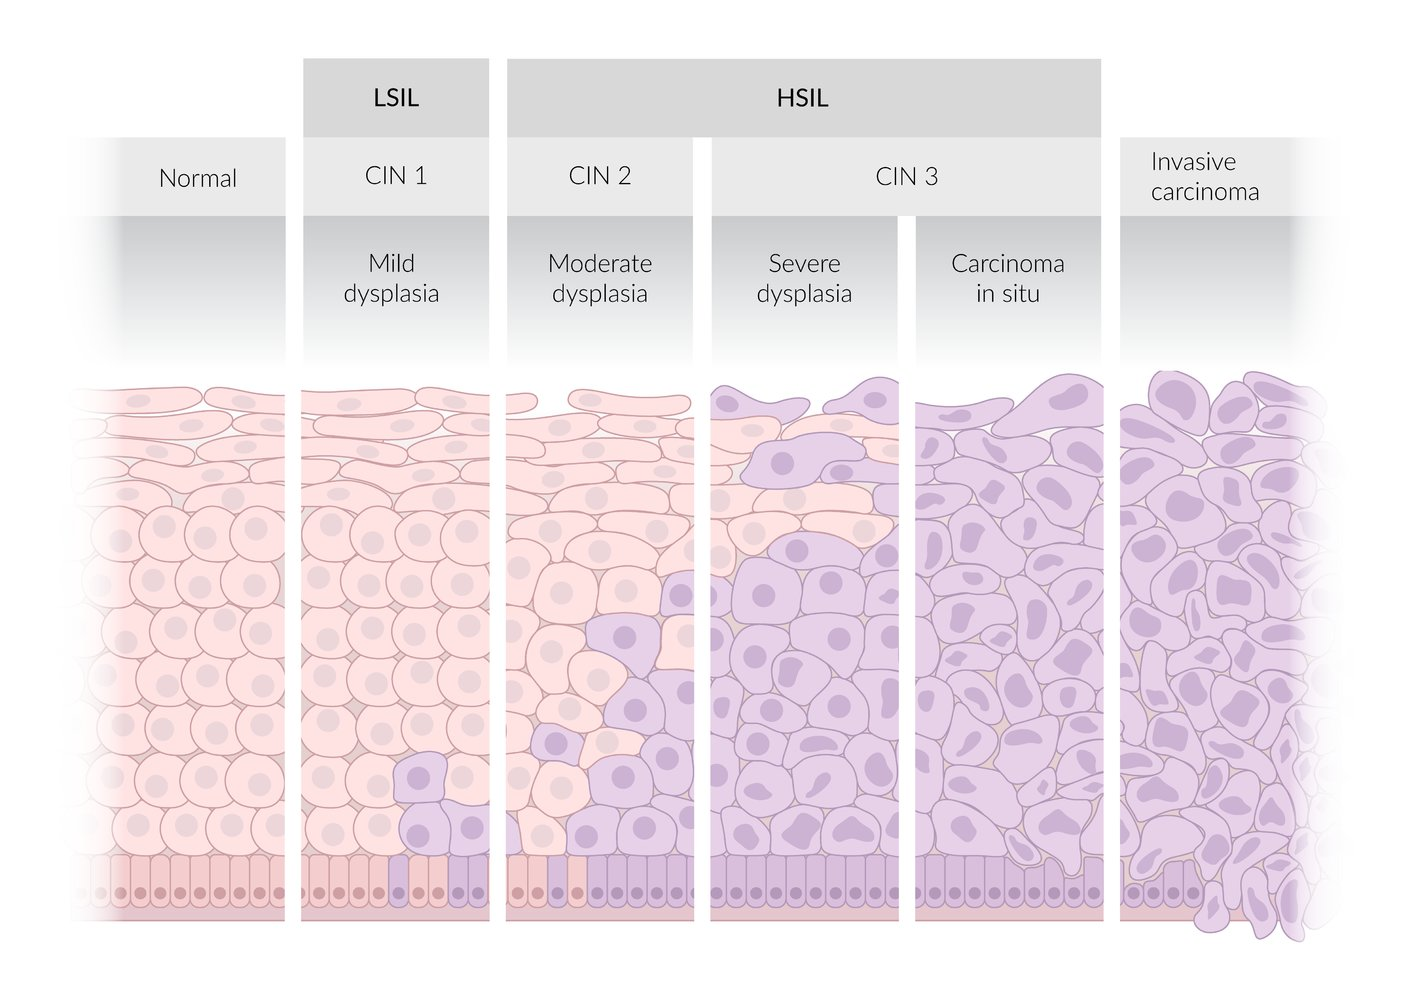 LSIL
HSIL
Normal
CIN 1
CIN 2
CIN 3
Invasive
carcinoma
Mild
dysplasia
Moderate
dysplasia
Severe
dysplasia
Carcinoma
in situ